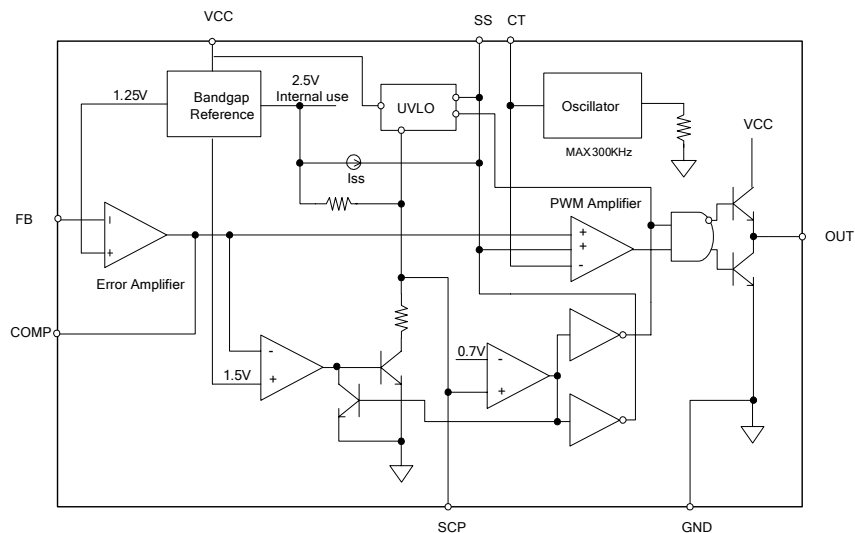 VCC
SS
CT
1.25V
Bandgap
Reference
2.5V
Internal use
UVLO
Oscillator
MAX300KHz
VCC
Iss
FB
-
+
Error Amplifier
PWM Amplifier
+
+
-
OUT
COMP
-
+
1.5V
0.7V
-
+
SCP
GND